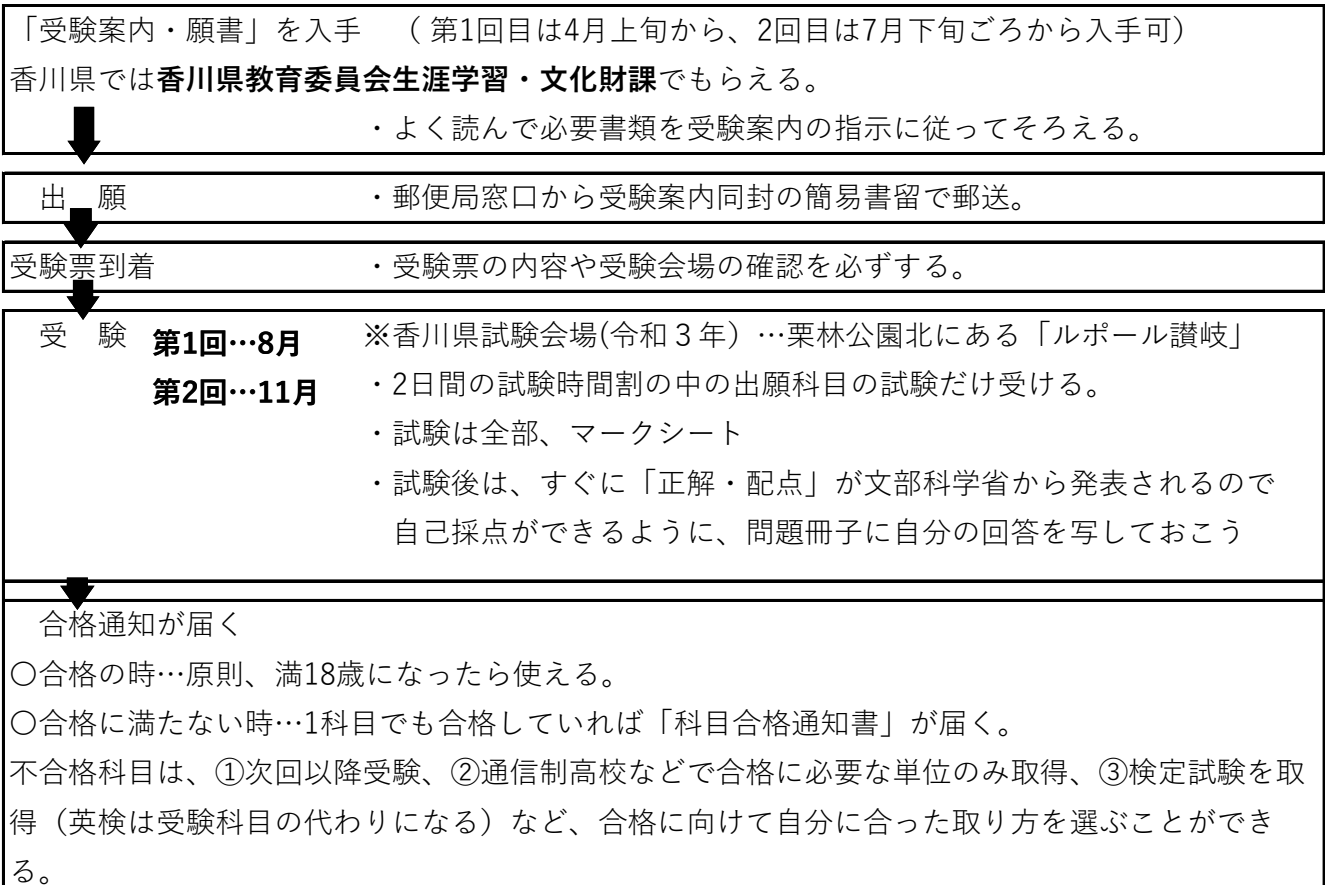 「受験案内・願書」を入手　（ 第1回目は4月上旬から、2回目は7月下旬ごろから入手可）
香川県では香川県教育委員会生涯学習・文化財課でもらえる。
・よく読んで必要書類を受験案内の指示に従ってそろえる。
出　願　・郵便局窓口から受験案内同封の簡易書留で郵送。
受験票到着　・受験票の内容や受験会場の確認を必ずする。
受　験　第1回…8月　※香川県試験会場(令和３年）…栗林公園北にある「ルポール讃岐」
第2回…11月　・2日間の試験時間割の中の出願科目の試験だけ受ける。
・試験は全部、マークシート
・試験後は、すぐに「正解・配点」が文部科学省から発表されるので
自己採点ができるように、問題冊子に自分の回答を写しておこう
合格通知が届く
〇合格の時…原則、満18歳になったら使える。
〇合格に満たない時…1科目でも合格していれば「科目合格通知書」が届く。
不合格科目は、①次回以降受験、②通信制高校などで合格に必要な単位のみ取得、③検定試験を取
得（英検は受験科目の代わりになる）など、合格に向けて自分に合った取り方を選ぶことができ
る。